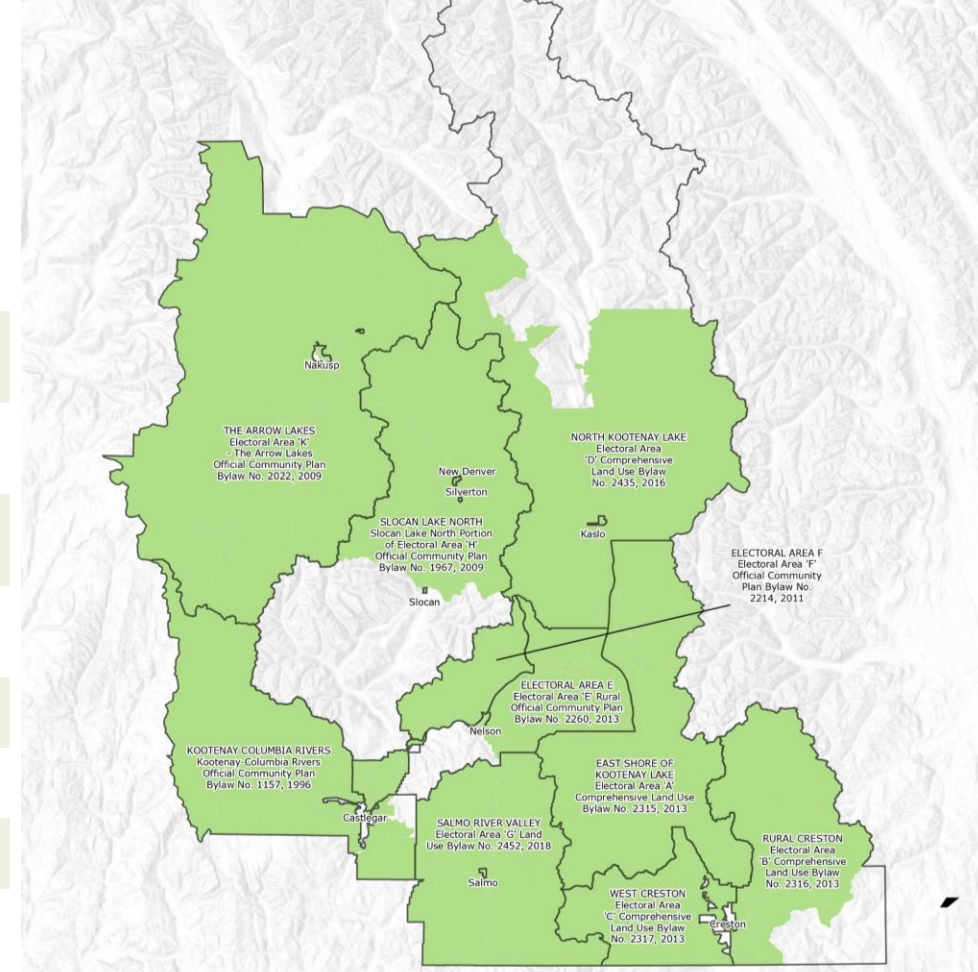 Nakusp
THE ARROW LAKES
Electoral Area 'K'
- The Arrow Lakes
Official Community Plan
Bylaw No. 2022, 2009
NORTH KOOTENAY LAKE
Electoral Area
'D' Comprehensive
Land Use Bylaw
No. 2435, 2016
New Denver
Silverton
SLOCAN LAKE NORTH
Slocan Lake North Portion
of Electoral Area 'H'
Official Community Plan
Bylaw No. 1967, 2009
Kaslo
ELECTORAL AREA F
Electoral Area 'F'
Official Community
Plan Bylaw No.
2214, 2011
Slocan
ELECTORAL AREA E
Electoral Area 'E' Rural
Official Community Plan
Bylaw No. 2260, 2013
Nelson
KOOTENAY COLUMBIA RIVERS
Kootenay-Columbia Rivers
Official Community Plan
Bylaw No. 1157, 1996
EAST SHORE OF
KOOTENAY LAKE
Electoral Area 'A'
Comprehensive Land Use
Bylaw No. 2315, 2013
Castlegar
SALMO RIVER VALLEY
Electoral Area 'G' Land
Use Bylaw No. 2452, 2018
RURAL CRESTON
Electoral Area
'B' Comprehensive
Land Use Bylaw
No. 2316, 2013
Salmo
WEST CRESTON
Electoral Area
'C' Comprehensive
Land Use Bylaw
No. 2317, 2013
Creston